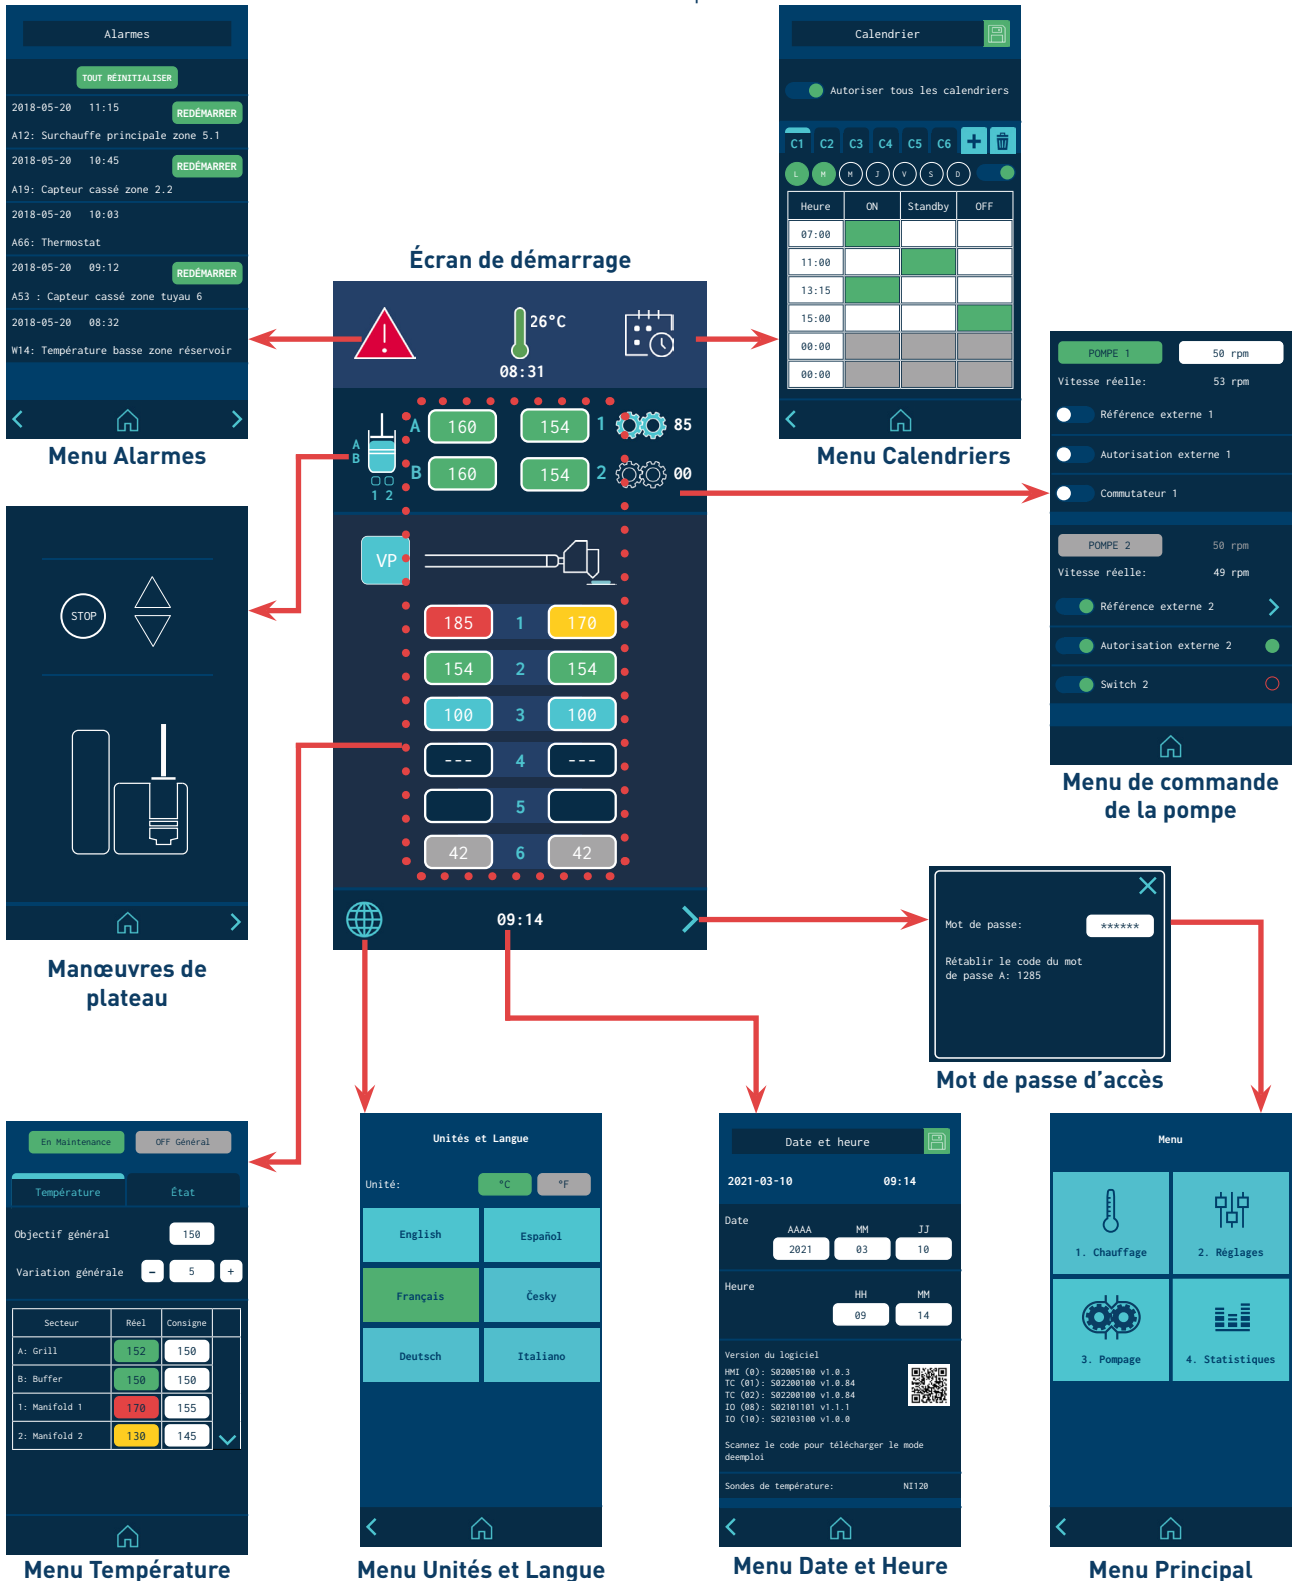 Alarmes
TOUT RÉINITIALISER
2018-05-20 11:15
REDÉMARRER
A12: Surchauffe principale zone 5.1
2018-05-20 10:45
REDÉMARRER
A19: Capteur cassé zone 2.2
2018-05-20 10:03
A66: Thermostat
2018-05-20 09:12
REDÉMARRER
A53 : Capteur cassé zone tuyau 6
2018-05-20 08:32
W14: Température basse zone réservoir
Menu Alarmes
Calendrier
Autoriser tous les calendriers
C1 C2 C3 C4 C5 C6 +
L M M J V S D
Heure ON Standby OFF
07:00
11:00
13:15
15:00
00:00
00:00
Menu Calendriers
Écran de démarrage
26°C
08:31
A 160 154 1 85
A
B
B 160 154 2 00
1 2
VP
185 1 170
154 2 154
100 3 100
--- 4 ---
5
42 6 42
09:14
POMPE 1 50 rpm
Vitesse réelle: 53 rpm
Référence externe 1
Autorisation externe 1
Commutateur 1
POMPE 2 50 rpm
Vitesse réelle: 49 rpm
Référence externe 2
Autorisation externe 2
Switch 2
Menu de commande
de la pompe
STOP
Manœuvres de
plateau
Mot de passe: ******
Rétablir le code du mot
de passe A: 1285
Mot de passe d’accès
En Maintenance OFF Général
Température État
Objectif général 150
Variation générale - 5 +
Secteur Réel Consigne
A: Grill 152 150
B: Buffer 150 150
1: Manifold 1 170 155
2: Manifold 2 130 145
Menu Température
Unités et Langue
Unité: °C °F
English Español
Français Česky
Deutsch Italiano
Menu Unités et Langue
Date et heure
2021-03-10 09:14
Date
AAAA MM JJ
2021 03 10
Heure
HH MM
09 14
Version du logiciel
HMI (0): S02005100 v1.0.3
TC (01): S02200100 v1.0.84
TC (02): S02200100 v1.0.84
IO (08): S02101101 v1.1.1
IO (10): S02103100 v1.0.0
Scannez le code pour télécharger le mode
deemploi
Sondes de température: NI120
Menu Date et Heure
Menu
1. Chauffage 2. Réglages
3. Pompage 4. Statistiques
Menu Principal